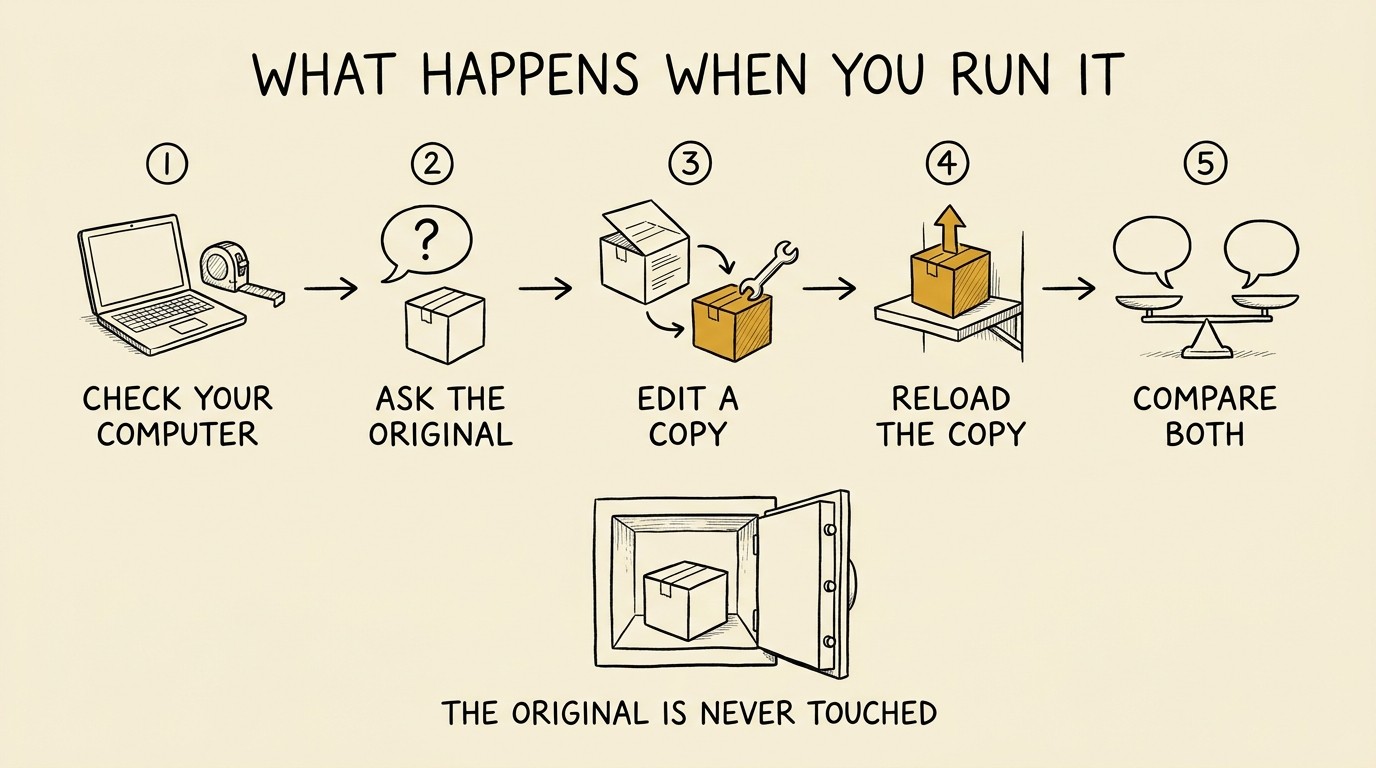 WHAT HAPPENS WHEN YOU RUN IT
1
2
3
4
5
?
CHECK YOUR
COMPUTER
ASK THE
ORIGINAL
EDIT A
COPY
RELOAD
THE COPY
COMPARE
BOTH
THE ORIGINAL IS NEVER TOUCHED